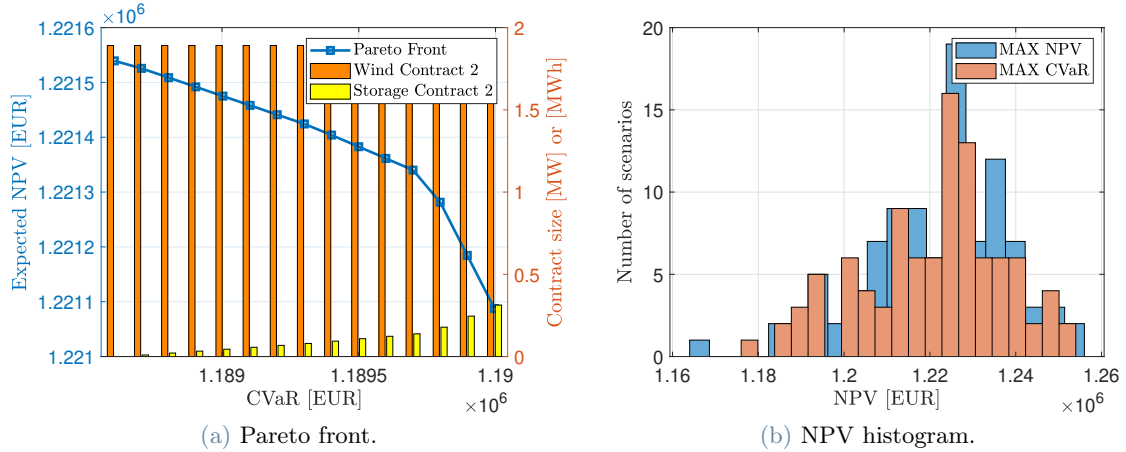 ×10⁶
1.2216
1.2215
1.2214
1.2213
1.2212
1.2211
1.221
Expected NPV [EUR]
Pareto Front
Wind Contract 2
Storage Contract 2
2
1.5
1
0.5
0
Contract size [MW] or [MWh]
1.189
1.1895
1.19
CVaR [EUR]
×10⁶
(a) Pareto front.
20
15
10
5
0
Number of scenarios
MAX NPV
MAX CVaR
1.16
1.18
1.2
1.22
1.24
1.26
NPV [EUR]
×10⁶
(b) NPV histogram.